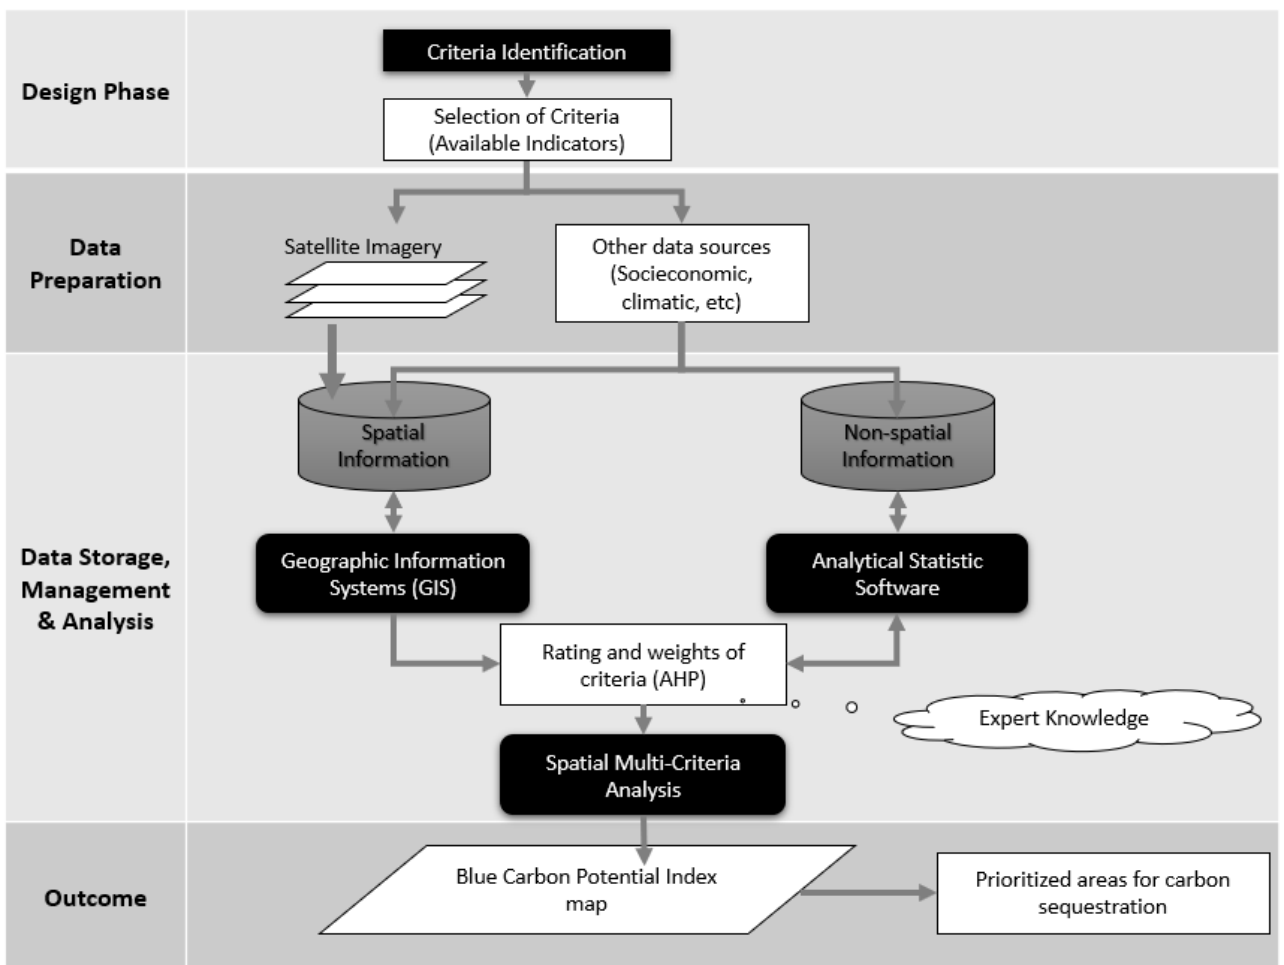 Design Phase
Criteria Identification
Selection of Criteria
(Available Indicators)
Data
Preparation
Satellite Imagery
Other data sources
(Socieconomic,
climatic, etc)
Data Storage,
Management
& Analysis
Spatial
Information
Non-spatial
Information
Geographic Information
Systems (GIS)
Analytical Statistic
Software
Rating and weights of
criteria (AHP)
Expert Knowledge
Spatial Multi-Criteria
Analysis
Outcome
Blue Carbon Potential Index
map
Prioritized areas for carbon
sequestration